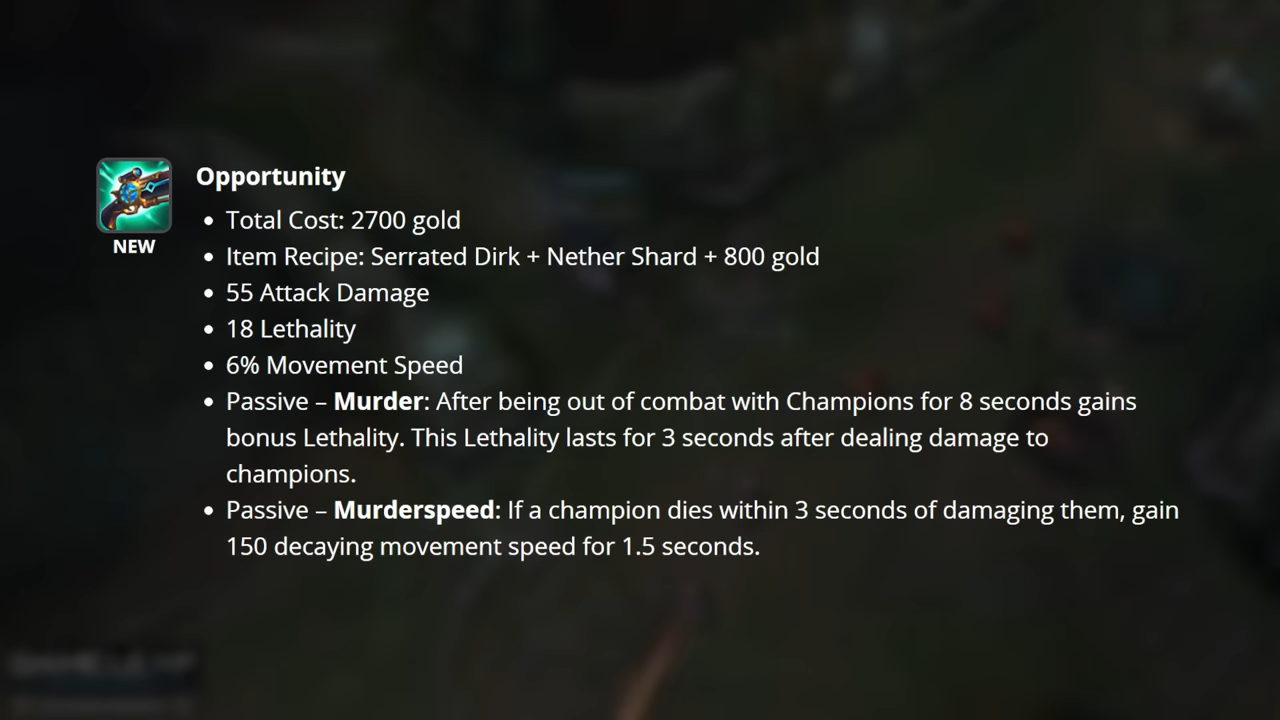 Opportunity
Total Cost: 2700 gold
Item Recipe: Serrated Dirk + Nether Shard + 800 gold
55 Attack Damage
18 Lethality
6% Movement Speed
Passive – Murder: After being out of combat with Champions for 8 seconds gains
bonus Lethality. This Lethality lasts for 3 seconds after dealing damage to
champions.
Passive – Murderspeed: If a champion dies within 3 seconds of damaging them, gain
150 decaying movement speed for 1.5 seconds.
NEW